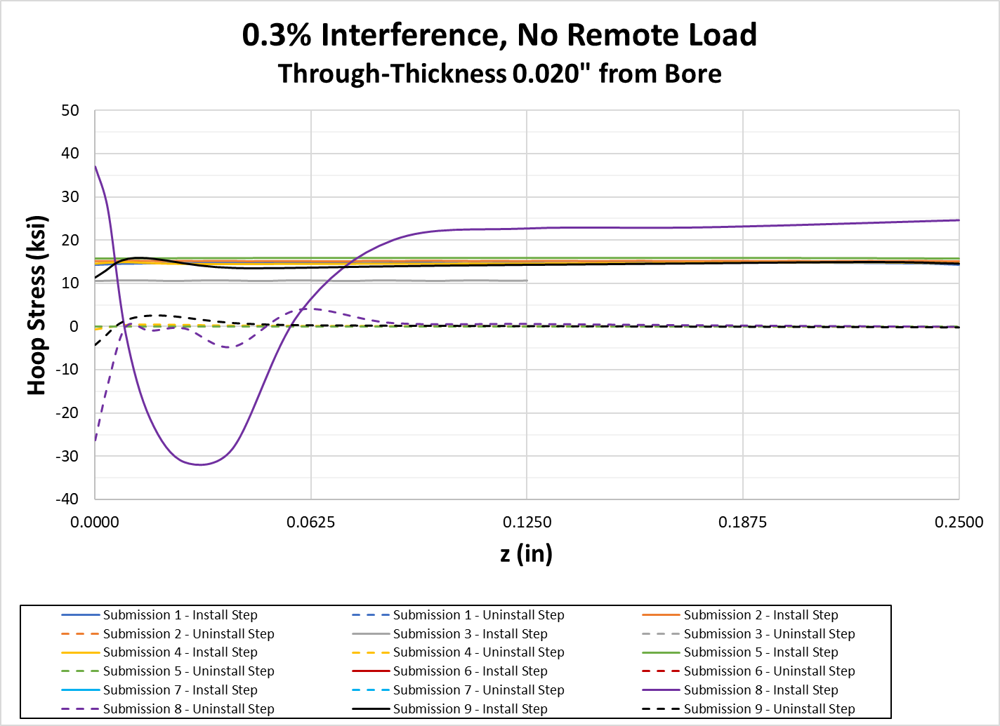 0.3% Interference, No Remote Load
Through-Thickness 0.020" from Bore
50
40
30
20
10
0
-10
-20
-30
-40
Hoop Stress (ksi)
0.0000 0.0625 0.1250 0.1875 0.2500
z (in)
Submission 1 - Install Step Submission 1 - Uninstall Step Submission 2 - Install Step
Submission 2 - Uninstall Step Submission 3 - Install Step Submission 3 - Uninstall Step
Submission 4 - Install Step Submission 4 - Uninstall Step Submission 5 - Install Step
Submission 5 - Uninstall Step Submission 6 - Install Step Submission 6 - Uninstall Step
Submission 7 - Install Step Submission 7 - Uninstall Step Submission 8 - Install Step
Submission 8 - Uninstall Step Submission 9 - Install Step Submission 9 - Uninstall Step